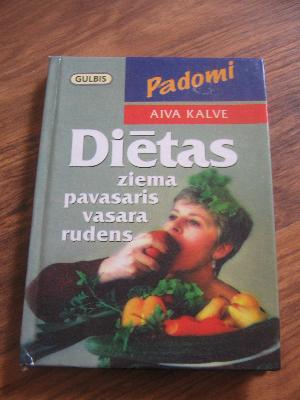 GULBIS
Padomi
AIVA KALVE
Diētas
ziema
pavasaris
vasara
rudens